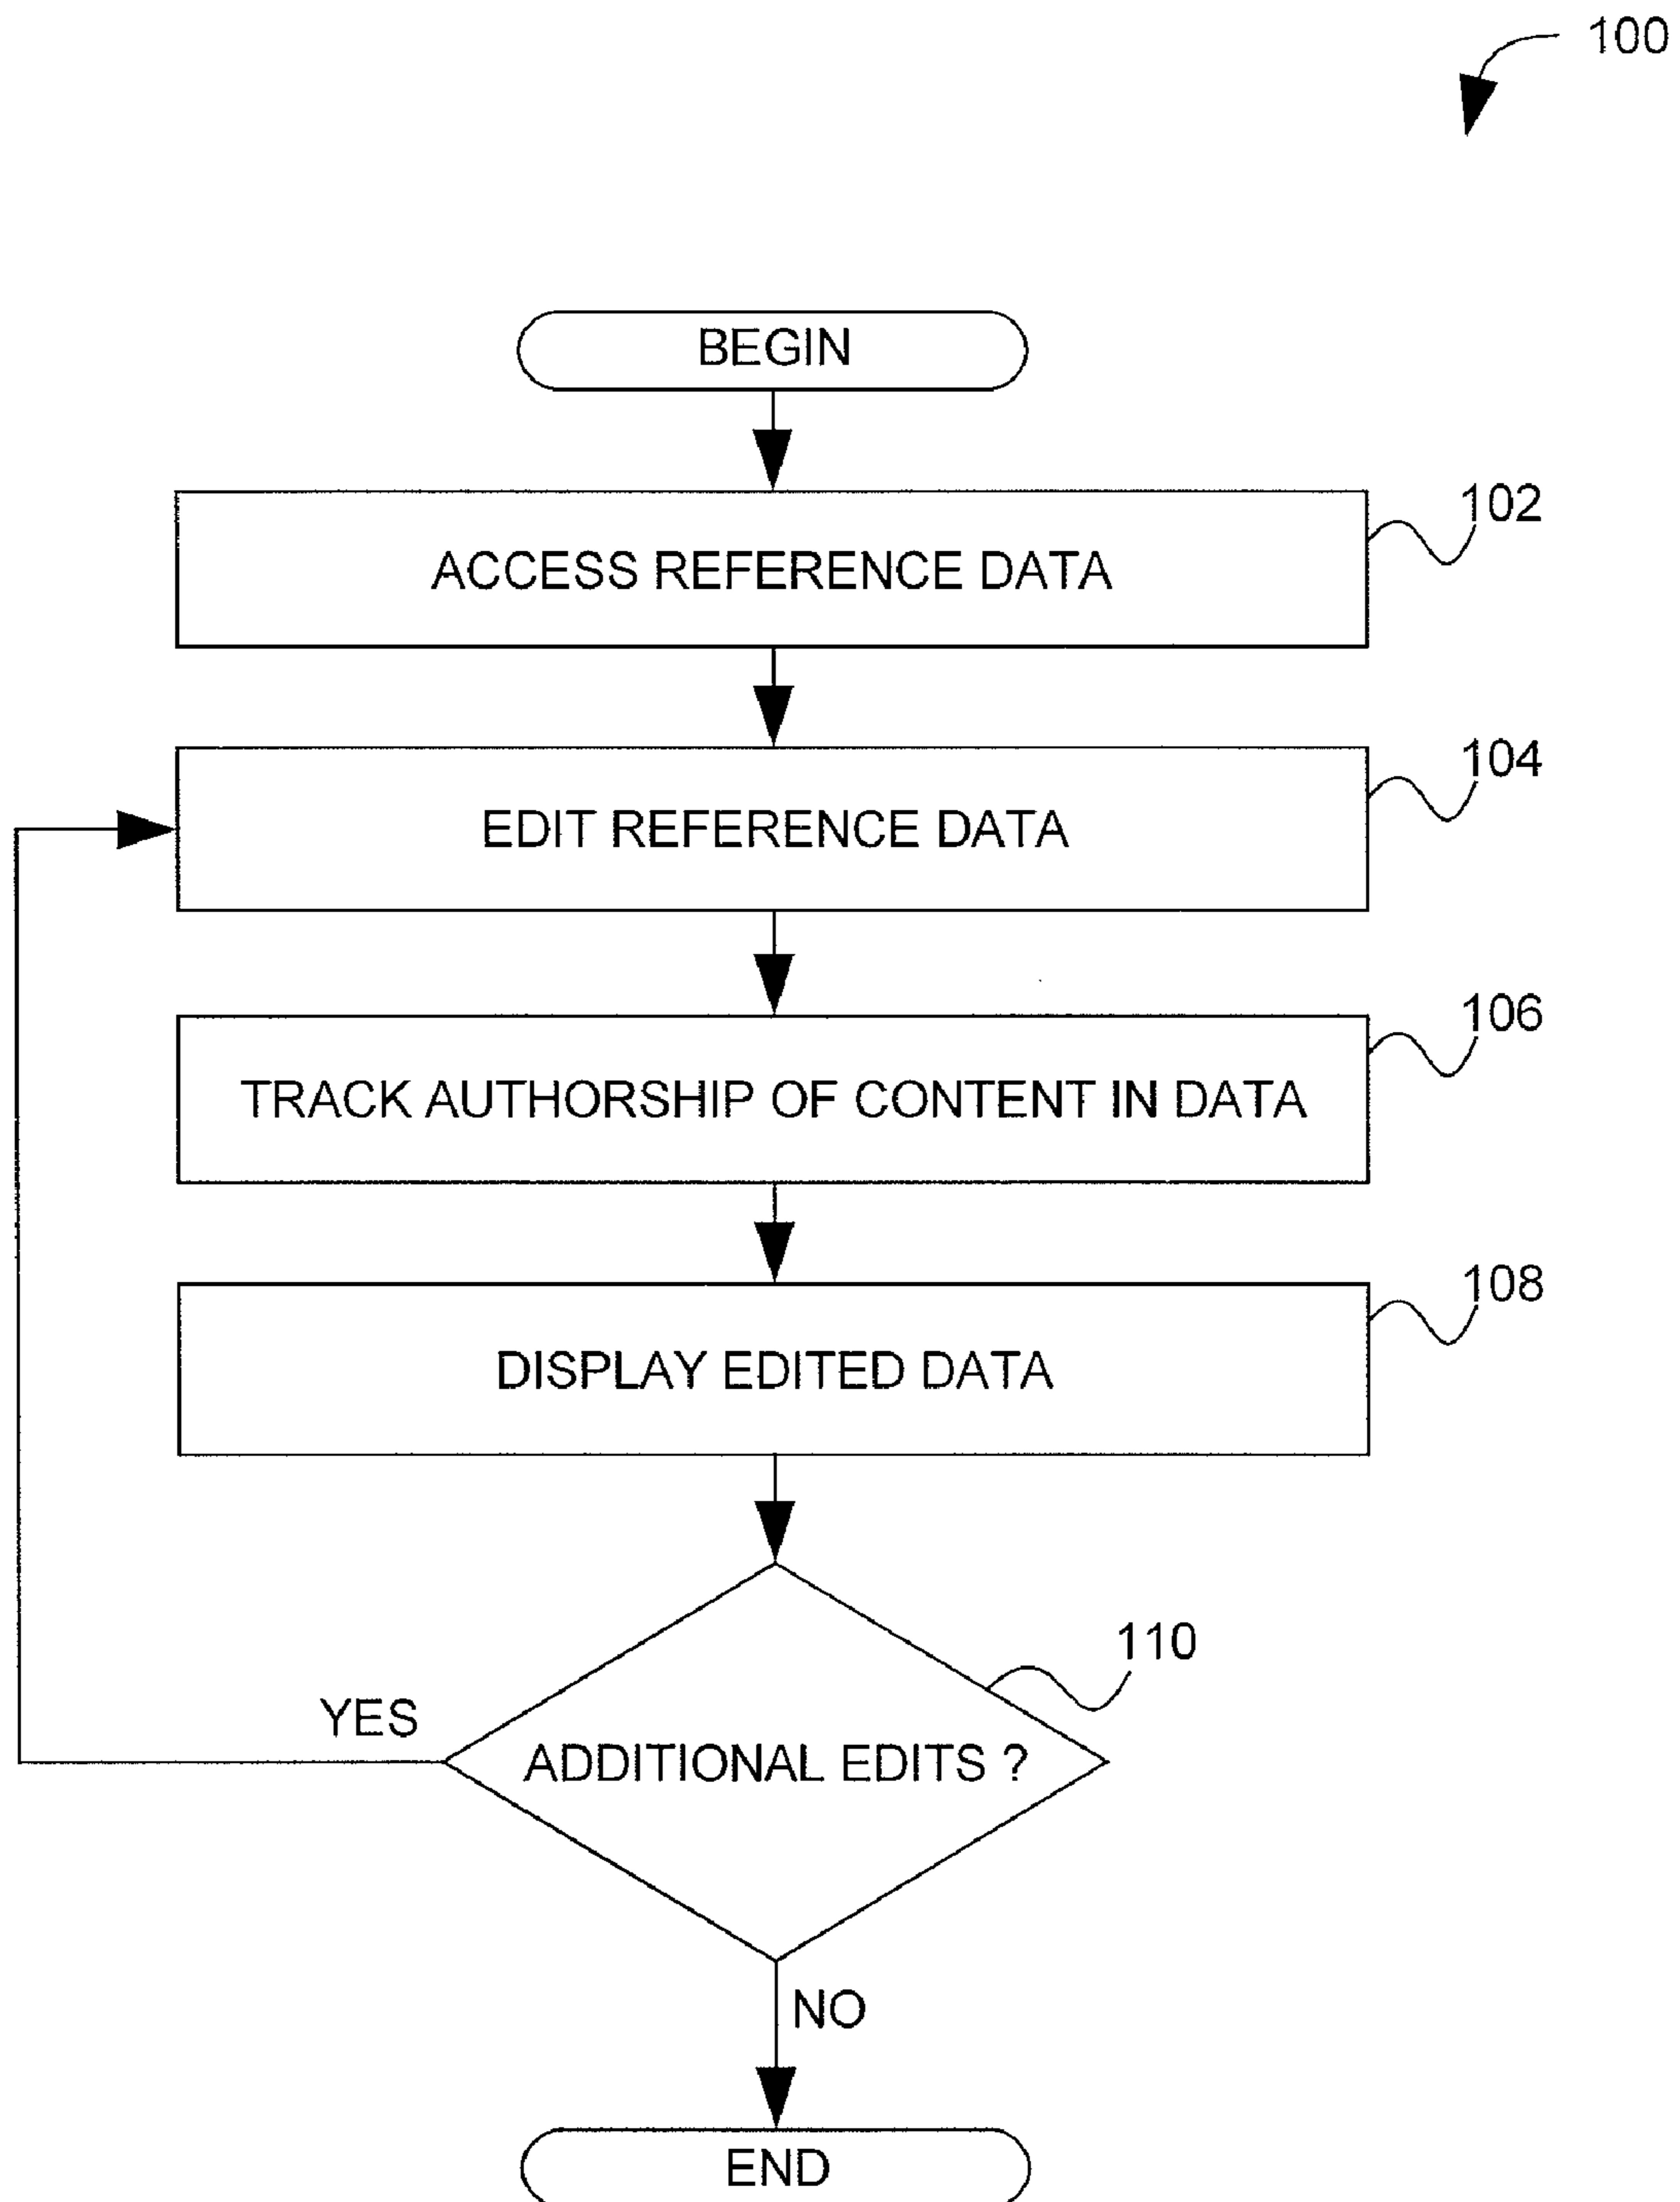 100
BEGIN
102
ACCESS REFERENCE DATA
104
EDIT REFERENCE DATA
106
TRACK AUTHORSHIP OF CONTENT IN DATA
108
DISPLAY EDITED DATA
110
YES
ADDITIONAL EDITS ?
NO
END